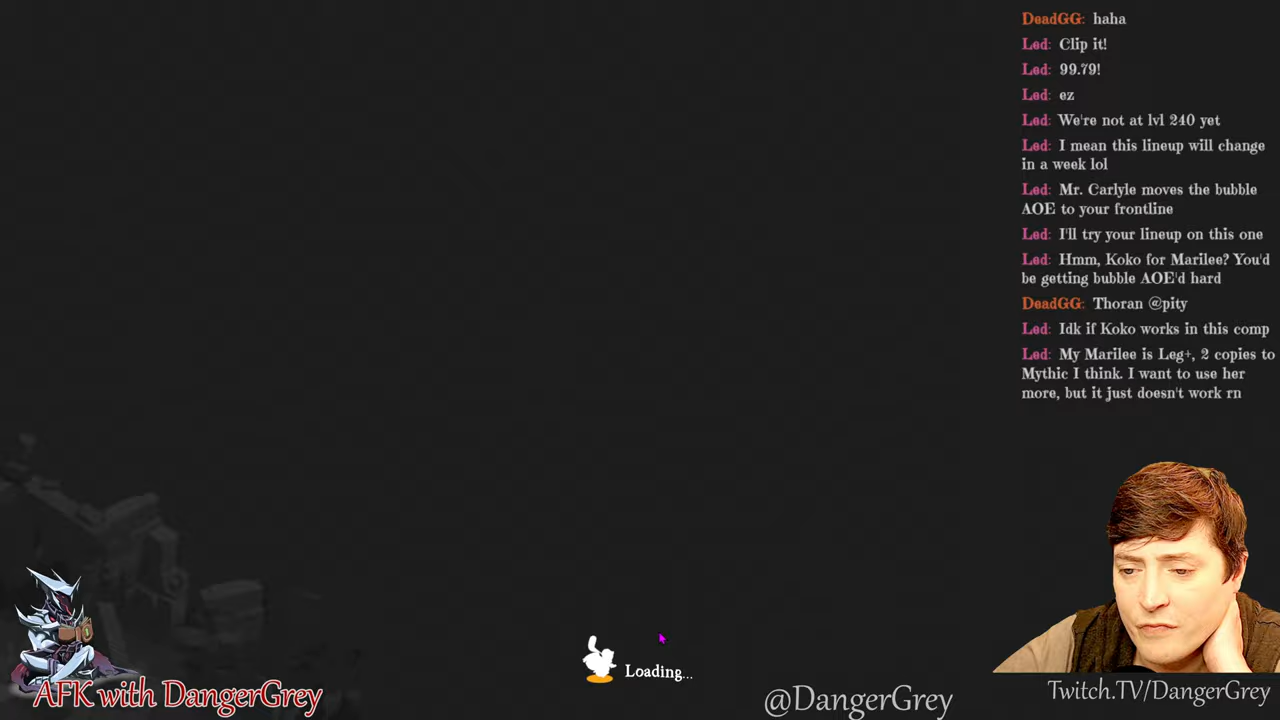 DeadGG: haha
Led: Clip it!
Led: 99.79!
Led: ez
Led: We're not at lvl 240 yet
Led: I mean this lineup will change
in a week lol
Led: Mr. Carlyle moves the bubble
AOE to your frontline
Led: I'll try your lineup on this one
Led: Hmm, Koko for Marilee? You'd
be getting bubble AOE'd hard
DeadGG: Thoran @pity
Led: Idk if Koko works in this comp
Led: My Marilee is Leg+, 2 copies to
Mythic I think. I want to use her
more, but it just doesn't work rn
Loading...
AFK with DangerGrey
@DangerGrey
Twitch.TV/DangerGrey